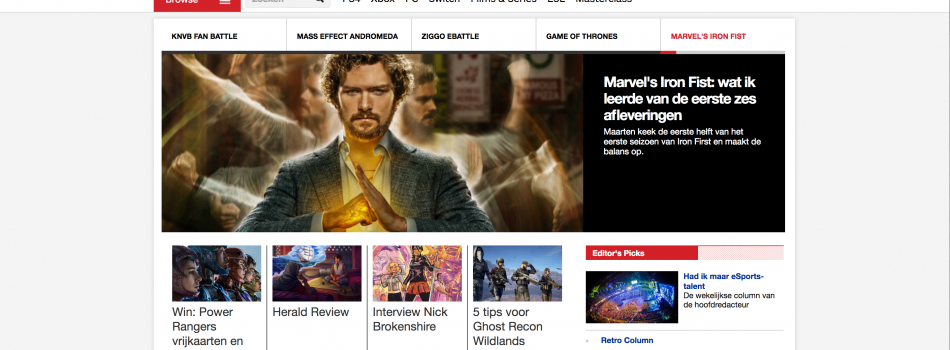 Browse
zoeken
PS4 Xbox PC Switch Films & Series ESL Masterclass
KNVB FAN BATTLE
MASS EFFECT ANDROMEDA
ZIGGO EBATTLE
GAME OF THRONES
MARVEL'S IRON FIST
Marvel's Iron Fist: wat ik
leerde van de eerste zes
afleveringen
Maarten keek de eerste helft van het
eerste seizoen van Iron First en maakt de
balans op.
Win: Power
Rangers
vrijkaarten en
Herald Review
Interview Nick
Brokenshire
5 tips voor
Ghost Recon
Wildlands
Editor's Picks
Had ik maar eSports-
talent
De wekelijkse column van
de hoofdredacteur
Retro Column